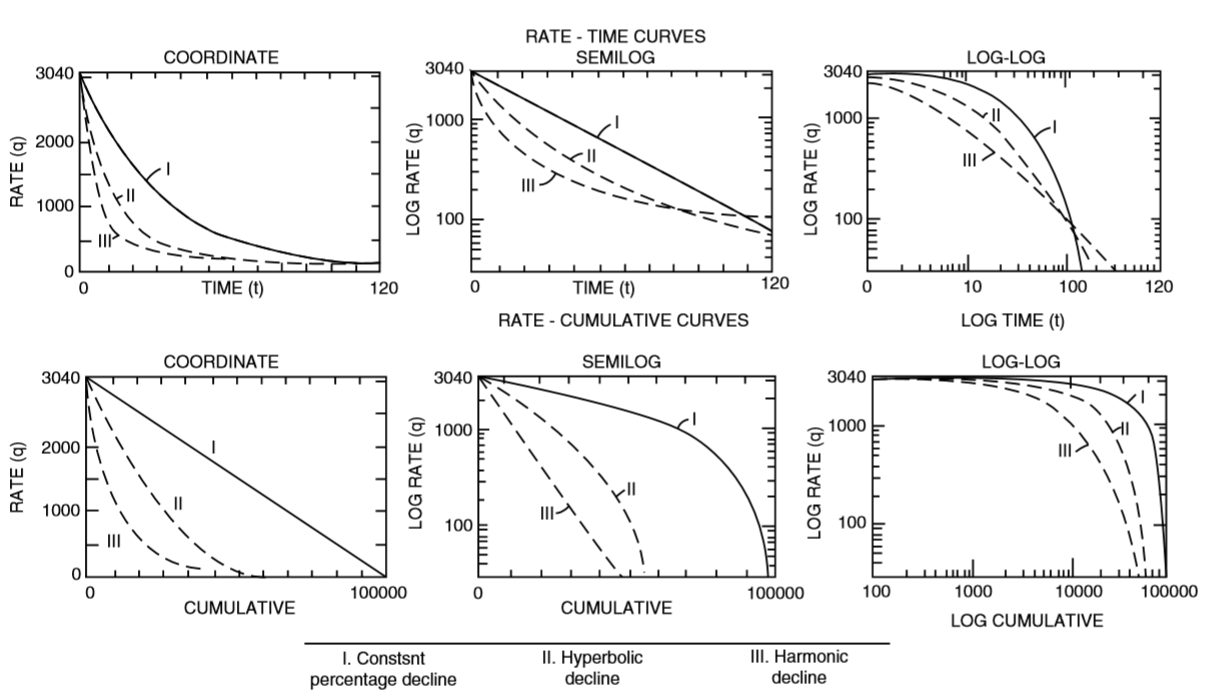 RATE - TIME CURVES
COORDINATE
SEMILOG
LOG-LOG
3040
2000
1000
0
RATE (q)
I
II
III
0
TIME (t)
120
3040
1000
100
LOG RATE (q)
I
II
III
0
TIME (t)
120
3040
1000
100
LOG RATE (q)
II
I
III
0
10
100
120
LOG TIME (t)
RATE - CUMULATIVE CURVES
COORDINATE
SEMILOG
LOG-LOG
3040
2000
1000
0
RATE (q)
I
II
III
0
100000
CUMULATIVE
3040
1000
100
LOG RATE (q)
I
II
III
0
100000
CUMULATIVE
3040
1000
100
LOG RATE (q)
I
II
III
100
1000
10000
100000
LOG CUMULATIVE
I. Constsnt
percentage decline
II. Hyperbolic
decline
III. Harmonic
decline